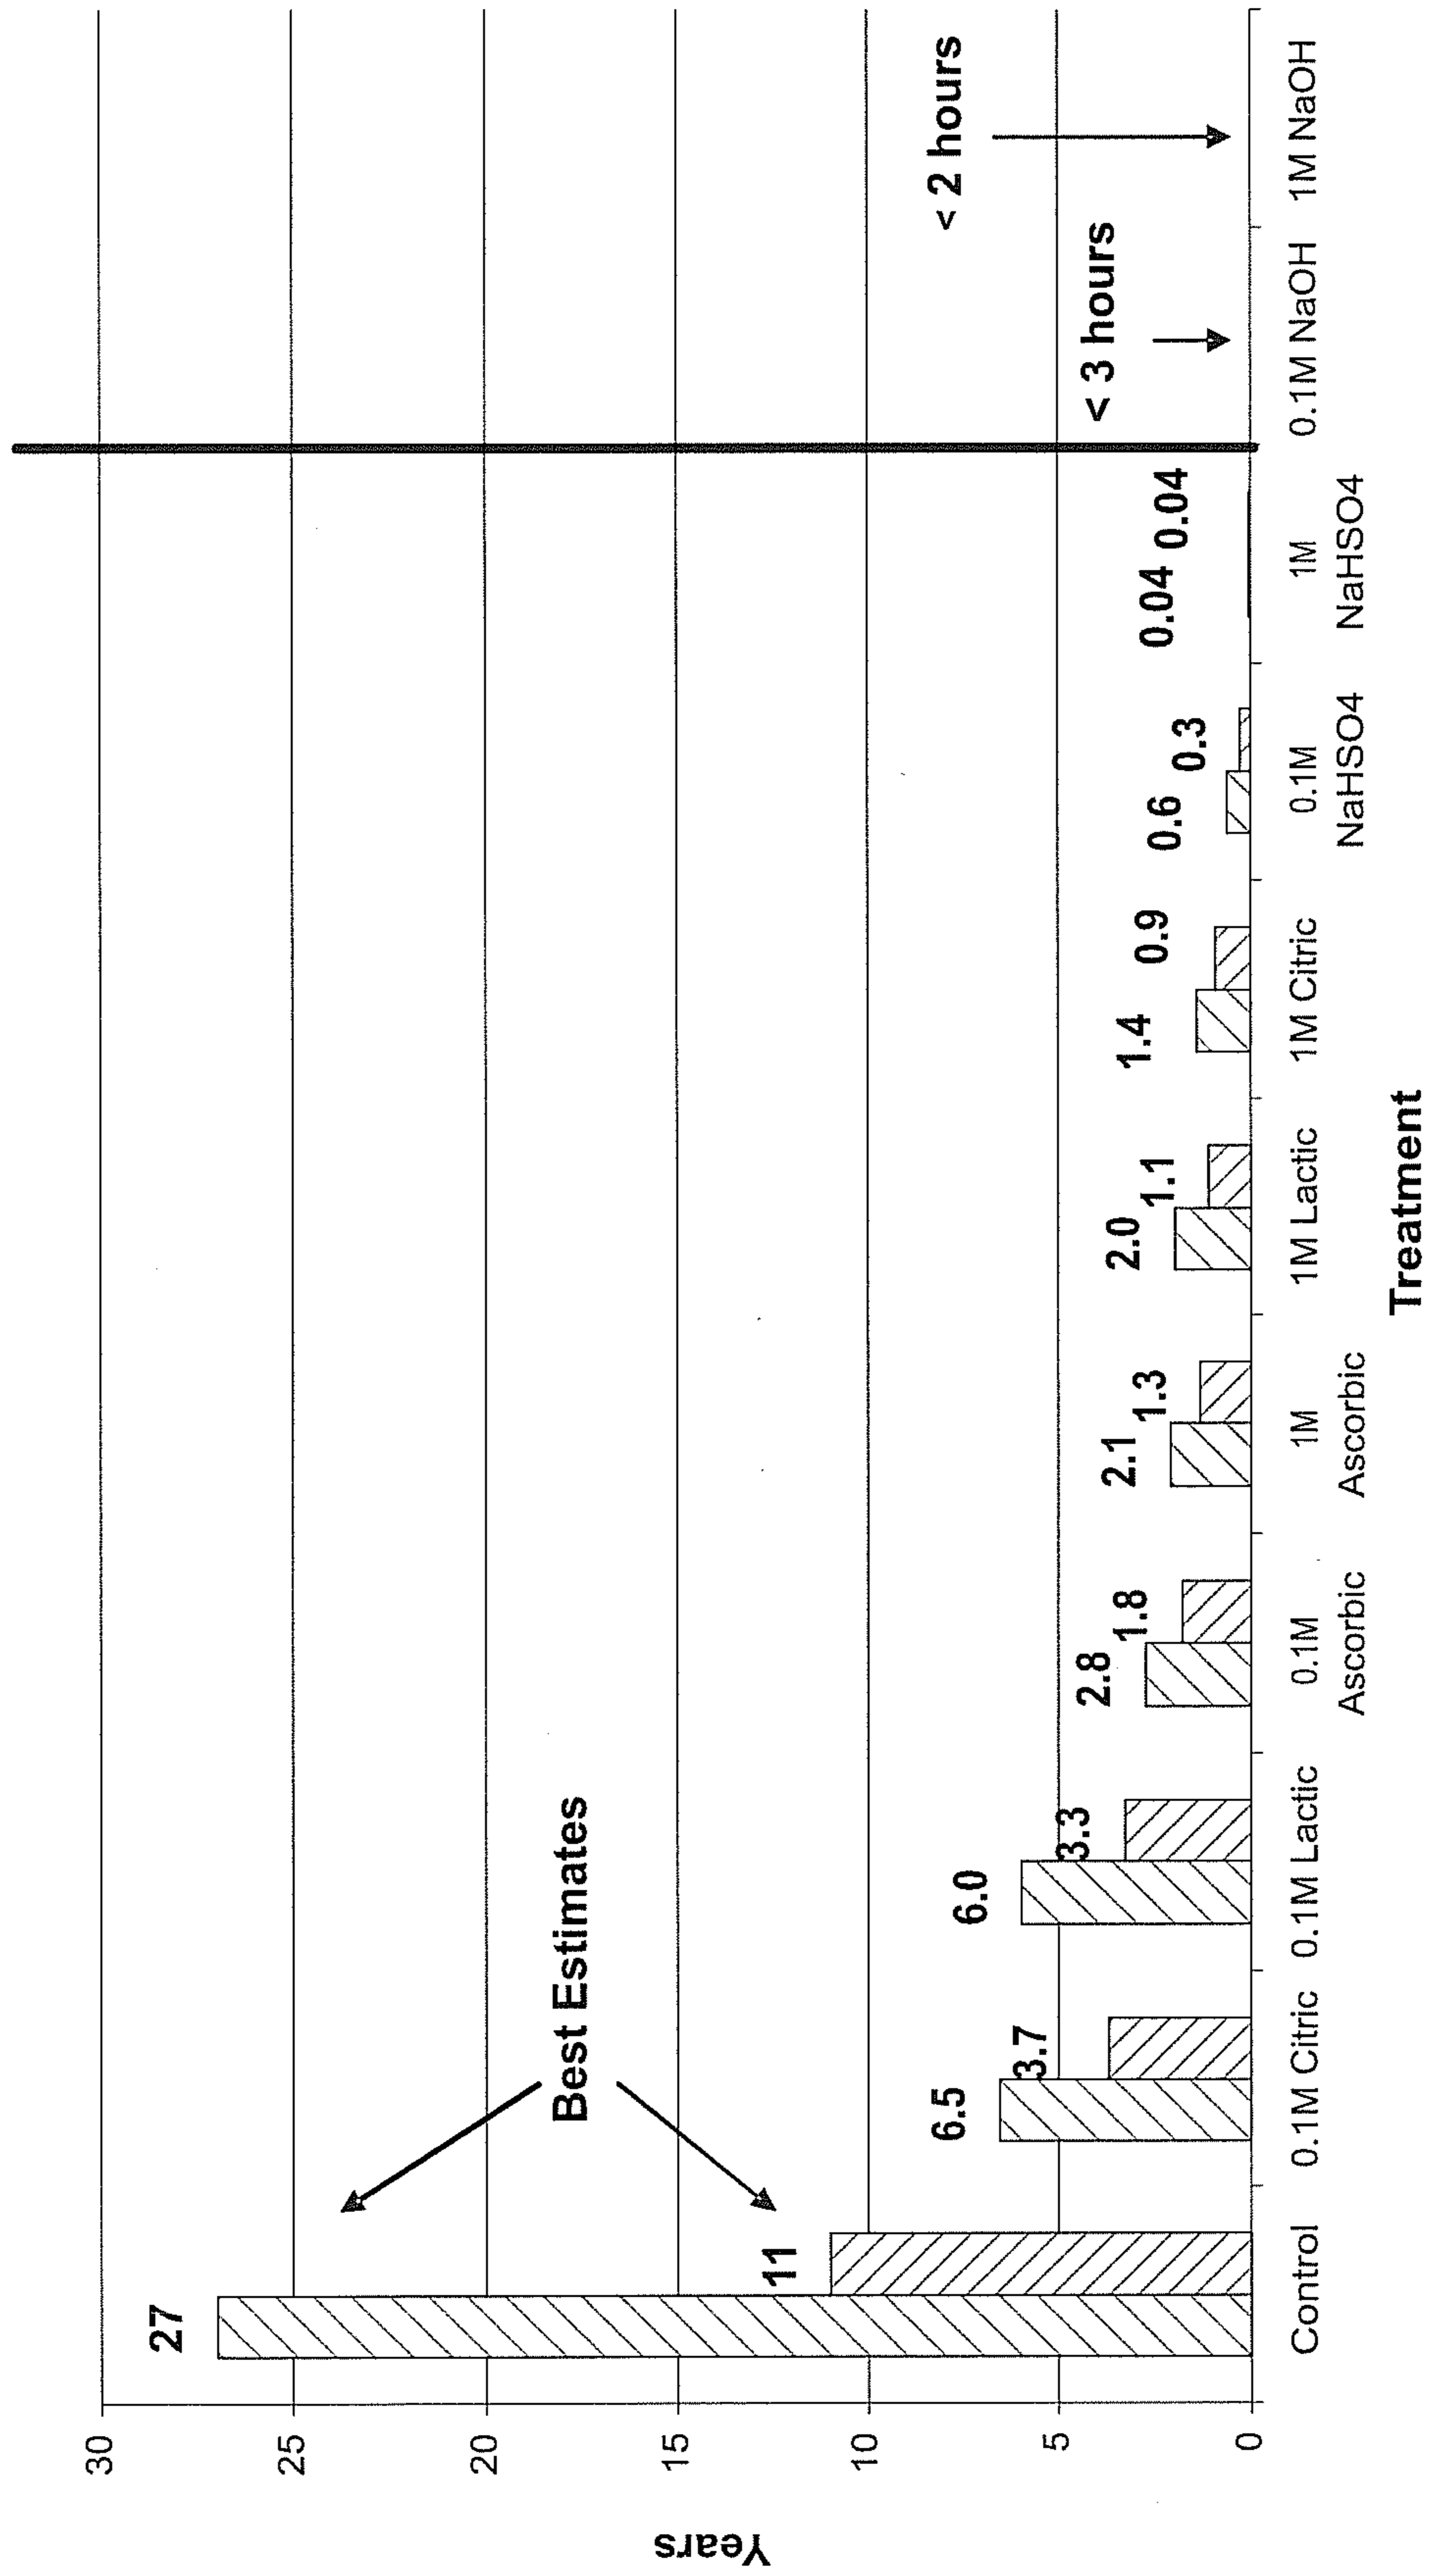 Years
30
25
20
15
10
5
0
27
11
Best Estimates
6.5
3.7
6.0
3.3
2.8
1.8
2.1
1.3
2.0
1.1
1.4
0.9
0.6
0.3
0.04
0.04
< 3 hours
< 2 hours
Control
0.1M Citric
0.1M Lactic
0.1M
Ascorbic
1M
Ascorbic
1M Lactic
1M Citric
0.1M
NaHSO4
1M
NaHSO4
0.1M NaOH
1M NaOH
Treatment